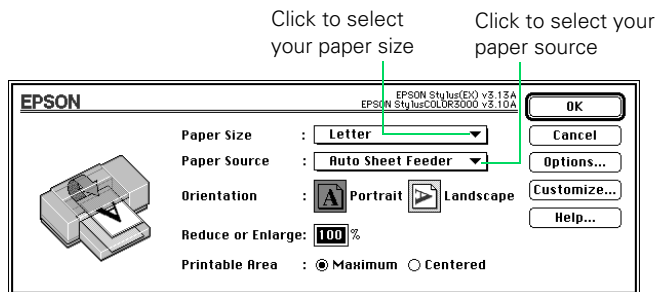 Click to select
your paper size
Click to select your
paper source
EPSON
EPSON Stylus(EX) v3.13A
EPSON StylusCOLOR3000 v3.10A
OK
Paper Size : Letter
Cancel
Paper Source : Auto Sheet Feeder
Options...
Orientation : A Portrait A Landscape
Customize...
Help...
Reduce or Enlarge: 100 %
Printable Area : Maximum Centered